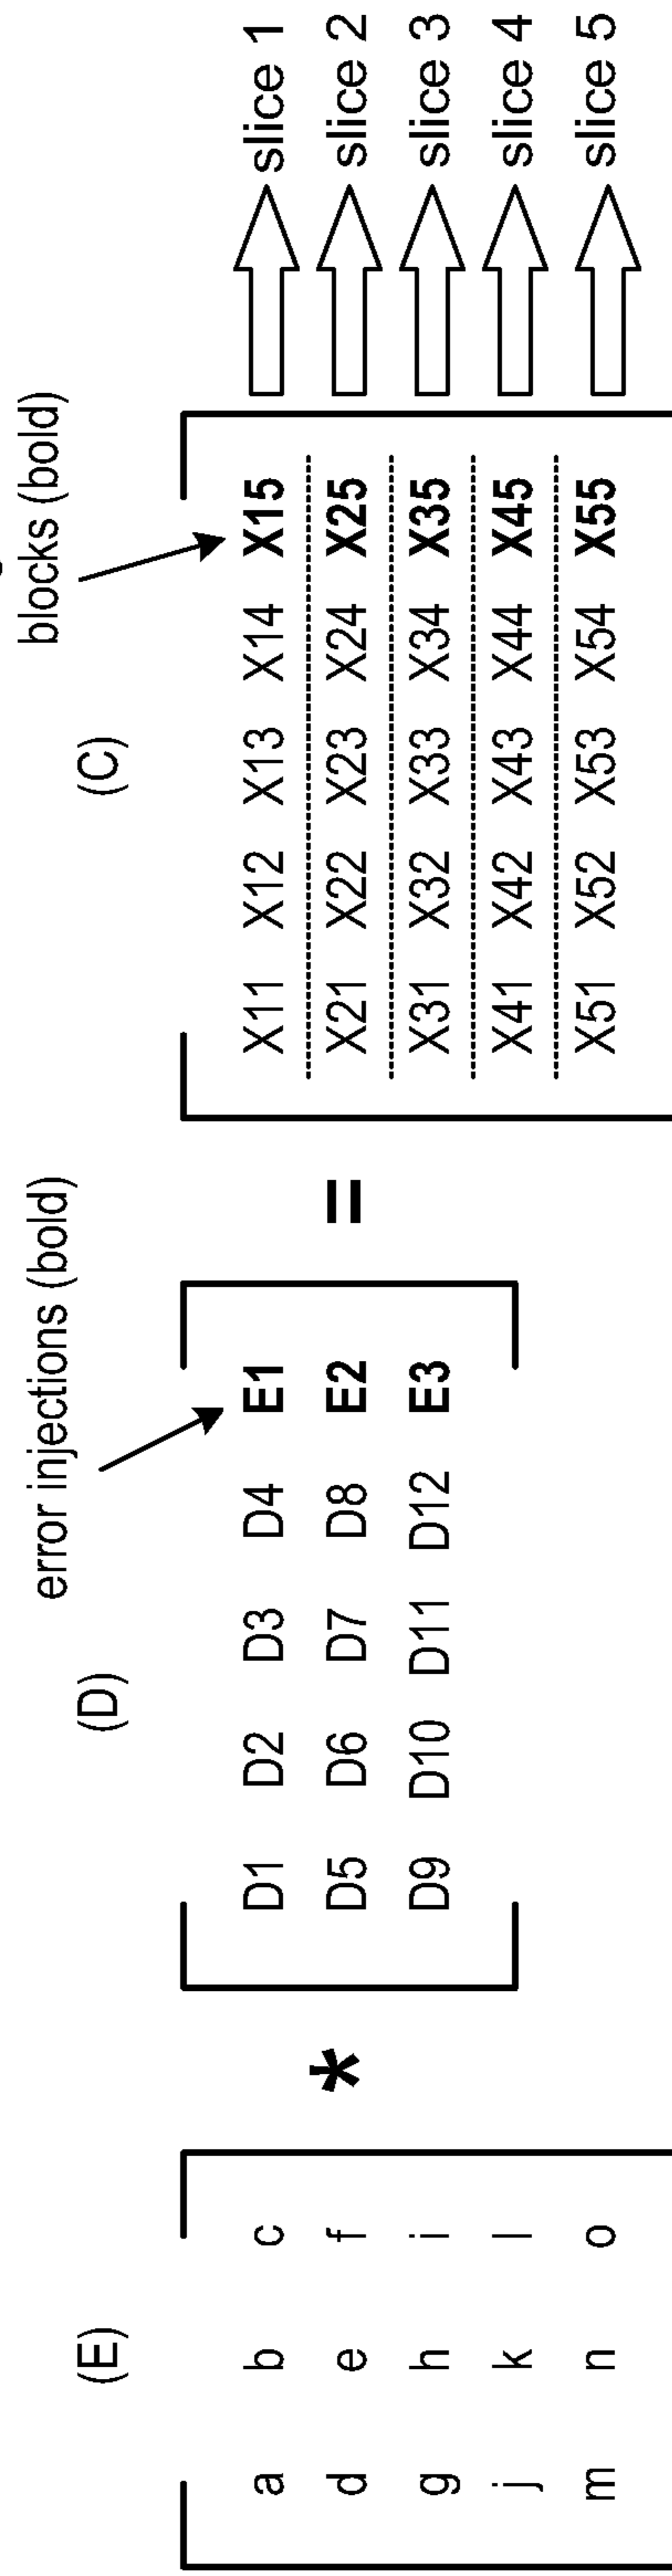 blocks (bold)
error injections (bold)
(E)
(D)
(C)
a b c
d e f
g h i
j k l
m n o
*
D1 D2 D3 D4 E1
D5 D6 D7 D8 E2
D9 D10 D11 D12 E3
=
X11 X12 X13 X14 X15
X21 X22 X23 X24 X25
X31 X32 X33 X34 X35
X41 X42 X43 X44 X45
X51 X52 X53 X54 X55
slice 1
slice 2
slice 3
slice 4
slice 5